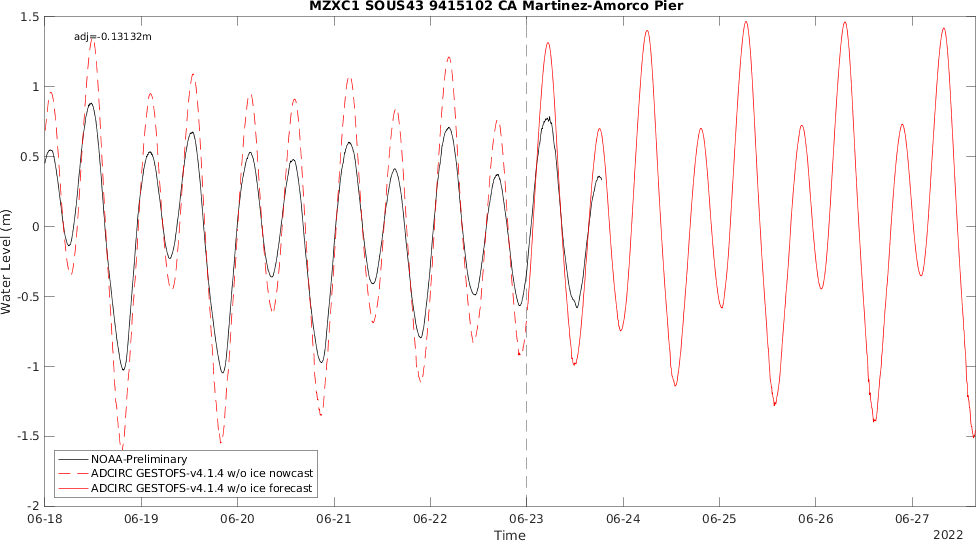 MZXC1 SOUS43 9415102 CA Martinez-Amorco Pier
adj=-0.13132m
Water Level (m)
1.5
1
0.5
0
-0.5
-1
-1.5
-2
NOAA-Preliminary
ADCIRC GESTOFS-v4.1.4 w/o ice nowcast
ADCIRC GESTOFS-v4.1.4 w/o ice forecast
06-18 06-19 06-20 06-21 06-22 06-23 06-24 06-25 06-26 06-27
Time
2022